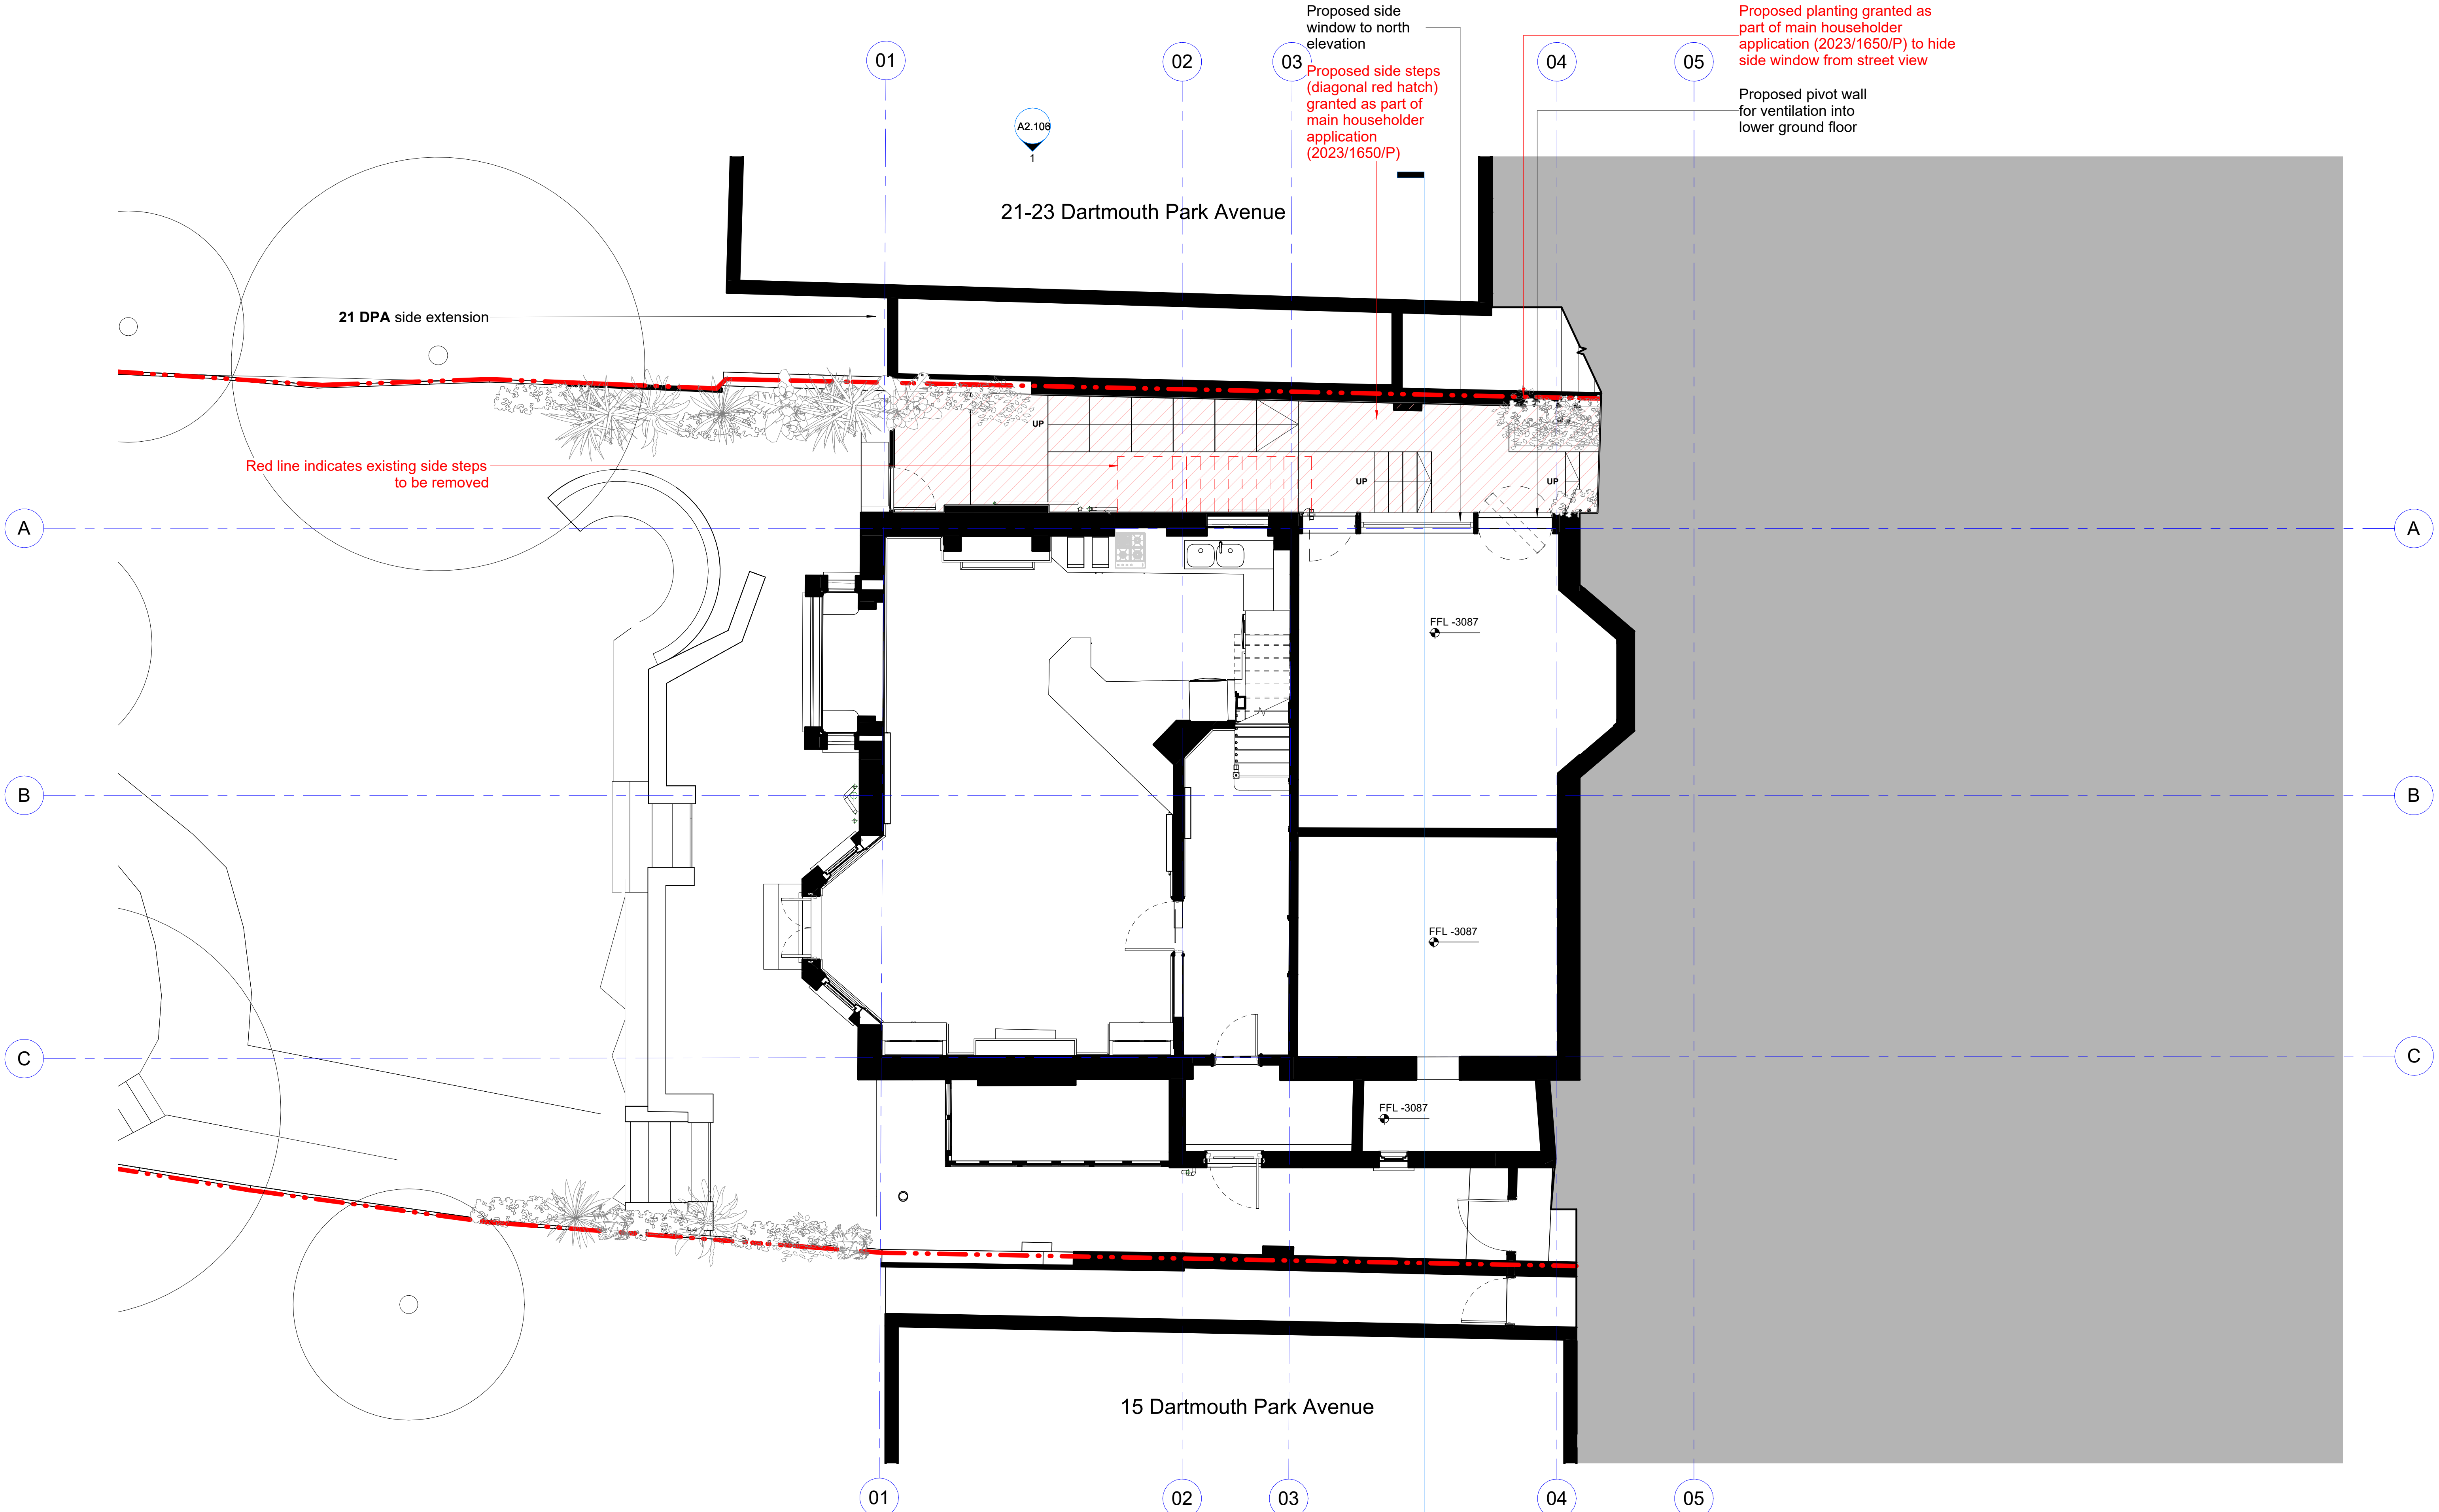 Proposed side
window to north
elevation
Proposed planting granted as
part of main householder
application (2023/1650/P) to hide
side window from street view
01
02
03
04
05
Proposed side steps
(diagonal red hatch)
granted as part of
main householder
application
(2023/1650/P)
Proposed pivot wall
for ventilation into
lower ground floor
A2.106
1
21-23 Dartmouth Park Avenue
21 DPA side extension
UP
Red line indicates existing side steps
to be removed
UP
UP
A
A
FFL -3087
B
B
FFL -3087
C
C
FFL -3087
15 Dartmouth Park Avenue
01
02
03
04
05